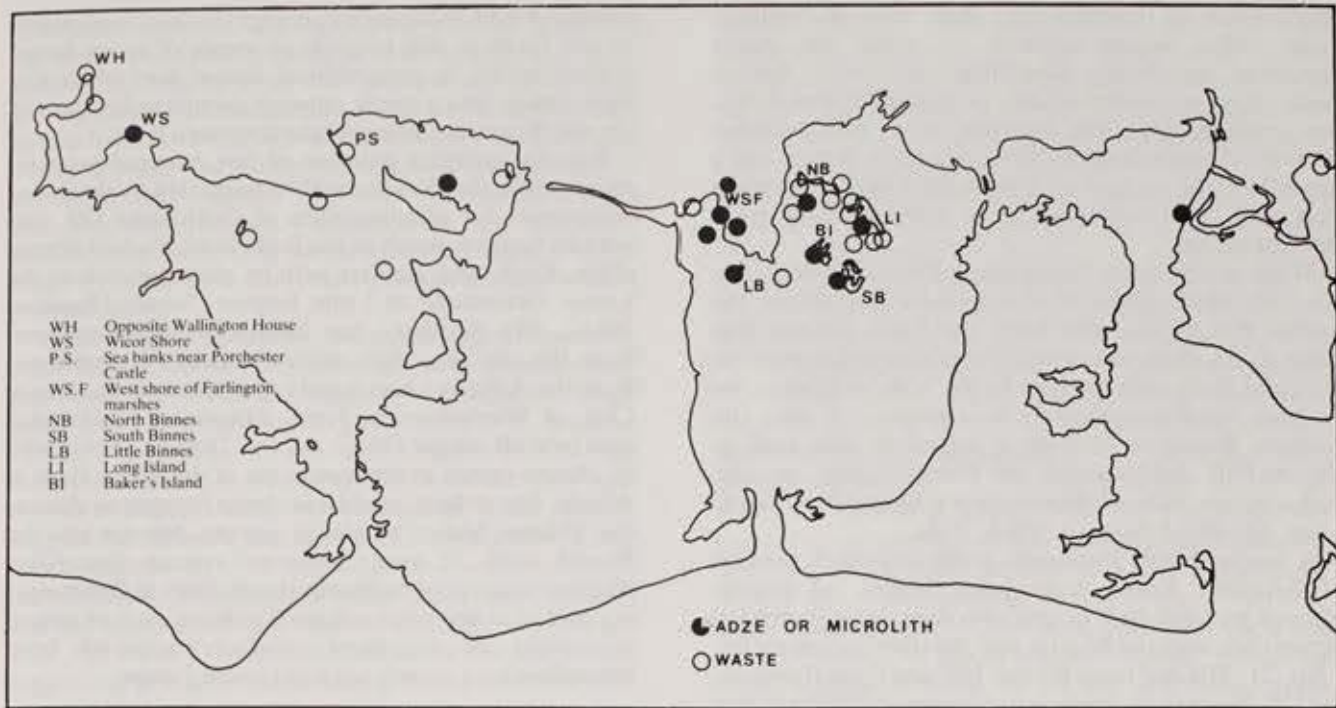 WH
WS
PS
NB
WSF
LI
BI
LB
SB
WH Opposite Wallington House
WS Wicor Shore
P.S. Sea banks near Porchester
Castle
WS.F West shore of Farlington
marshes
NB North Binnes
SB South Binnes
LB Little Binnes
LI Long Island
BI Baker's Island
ADZE OR MICROLITH
WASTE